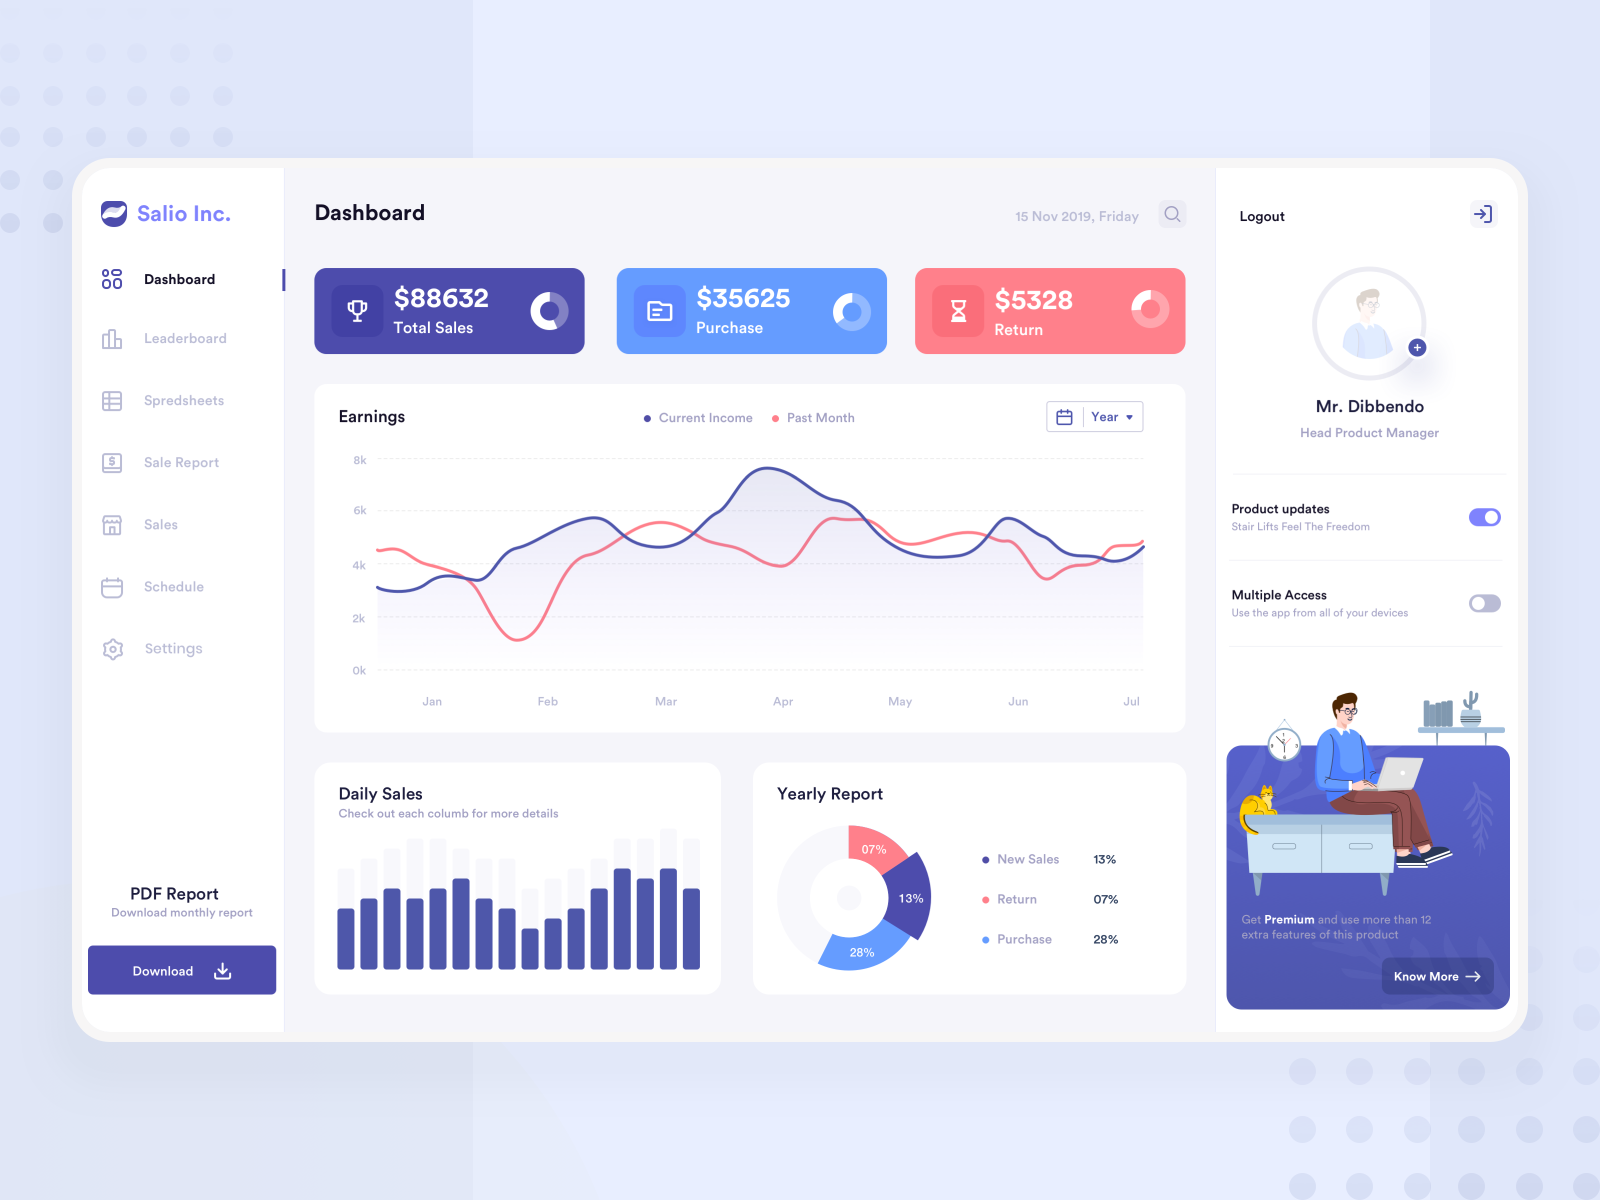 Salio Inc.
Dashboard
Leaderboard
Spredsheets
Sale Report
Sales
Schedule
Settings
PDF Report
Download monthly report
Download
Dashboard
15 Nov 2019, Friday
$88632
Total Sales
$35625
Purchase
$5328
Return
Earnings
Current Income
Past Month
Year
8k
6k
4k
2k
0k
Jan Feb Mar Apr May Jun Jul
Daily Sales
Check out each columb for more details
Yearly Report
07%
13%
28%
New Sales 13%
Return 07%
Purchase 28%
Logout
Mr. Dibbendo
Head Product Manager
Product updates
Stair Lifts Feel The Freedom
Multiple Access
Use the app from all of your devices
Get Premium and use more than 12
extra features of this product
Know More